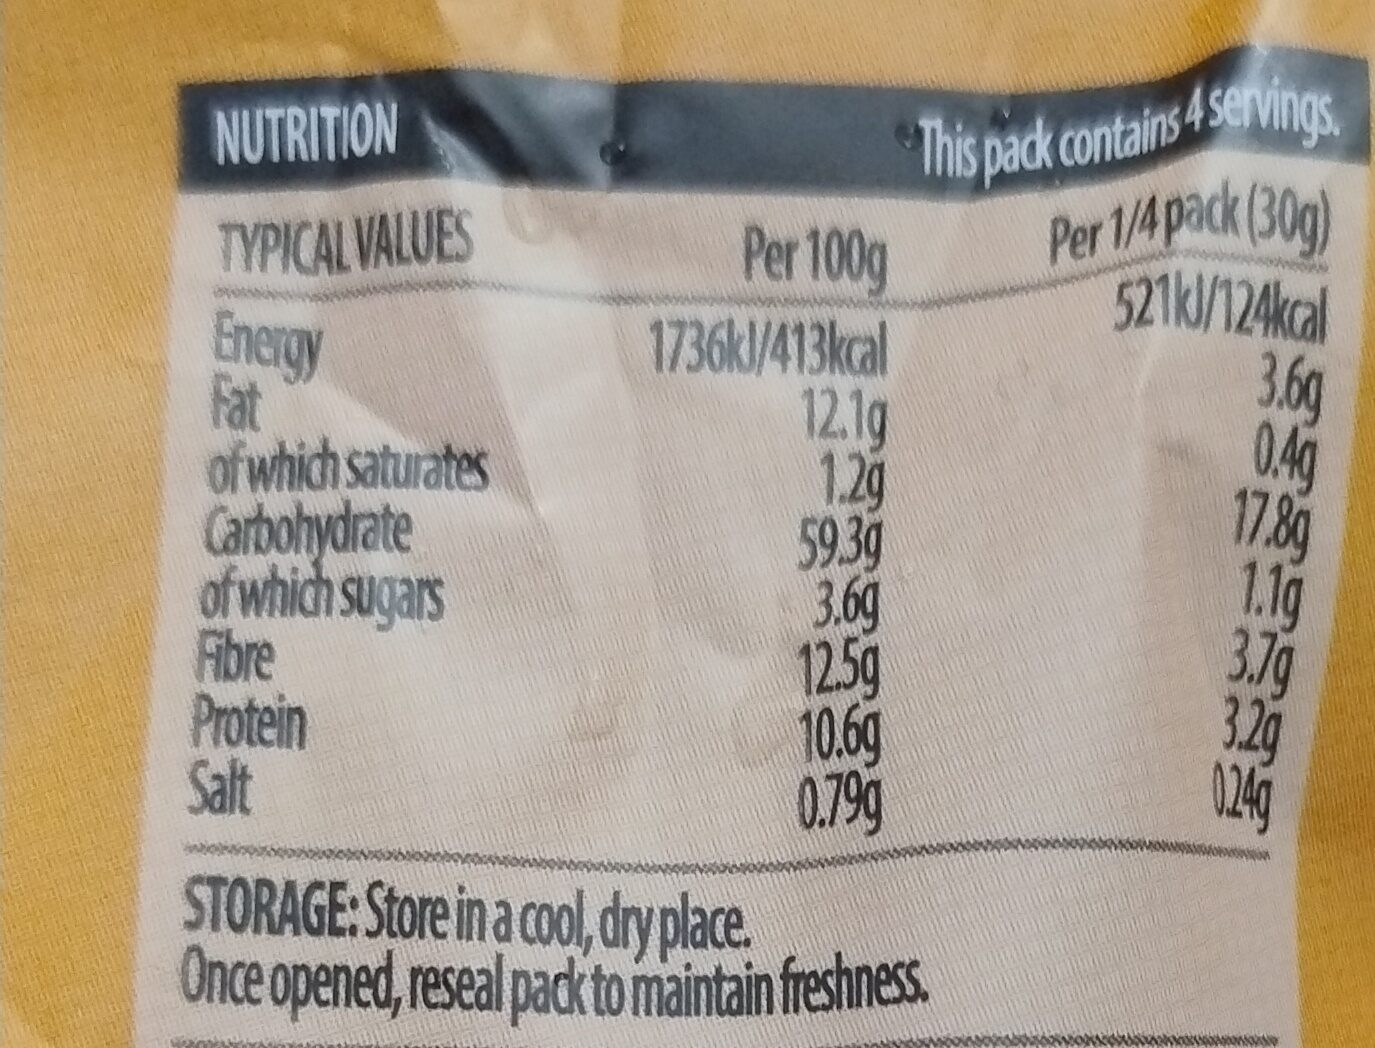 NUTRITION This pack contains 4 servings.
TYPICAL VALUES Per 100g Per 1/4 pack (30g)
Energy 1736kJ/413kcal 521kJ/124kcal
Fat 12.1g 3.6g
of which saturates 1.2g 0.4g
Carbohydrate 59.3g 17.8g
of which sugars 3.6g 1.1g
Fibre 12.5g 3.7g
Protein 10.6g 3.2g
Salt 0.79g 0.24g
STORAGE: Store in a cool, dry place.
Once opened, reseal pack to maintain freshness.